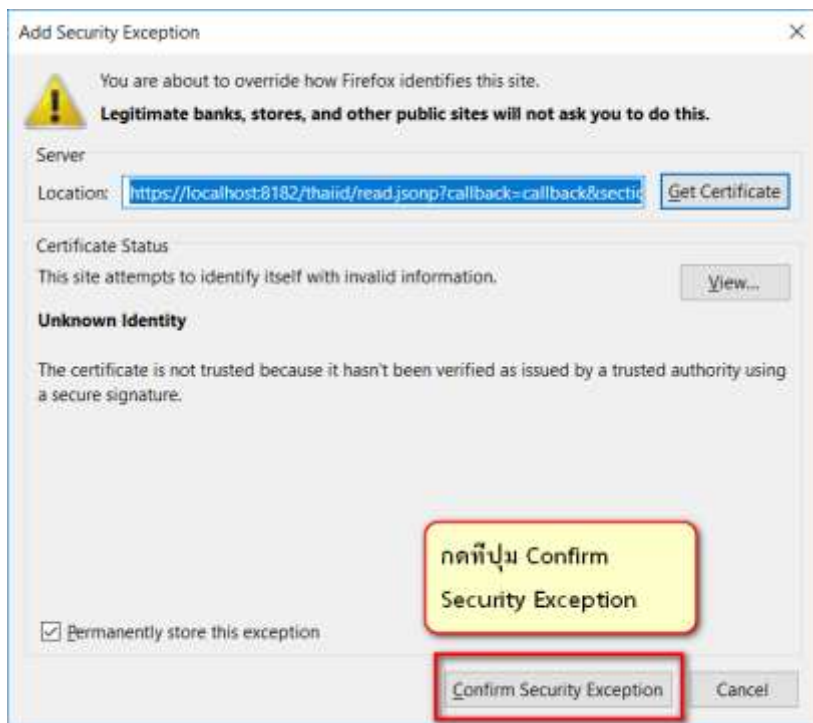 Add Security Exception
You are about to override how Firefox identifies this site.
Legitimate banks, stores, and other public sites will not ask you to do this.
Server
Location: https://localhost:8182/thaiid/read.jsonp?callback=callback&sectio Get Certificate
Certificate Status
This site attempts to identify itself with invalid information. View...
Unknown Identity
The certificate is not trusted because it hasn't been verified as issued by a trusted authority using
a secure signature.
กดที่ปุ่ม Confirm
Security Exception
Permanently store this exception
Confirm Security Exception Cancel